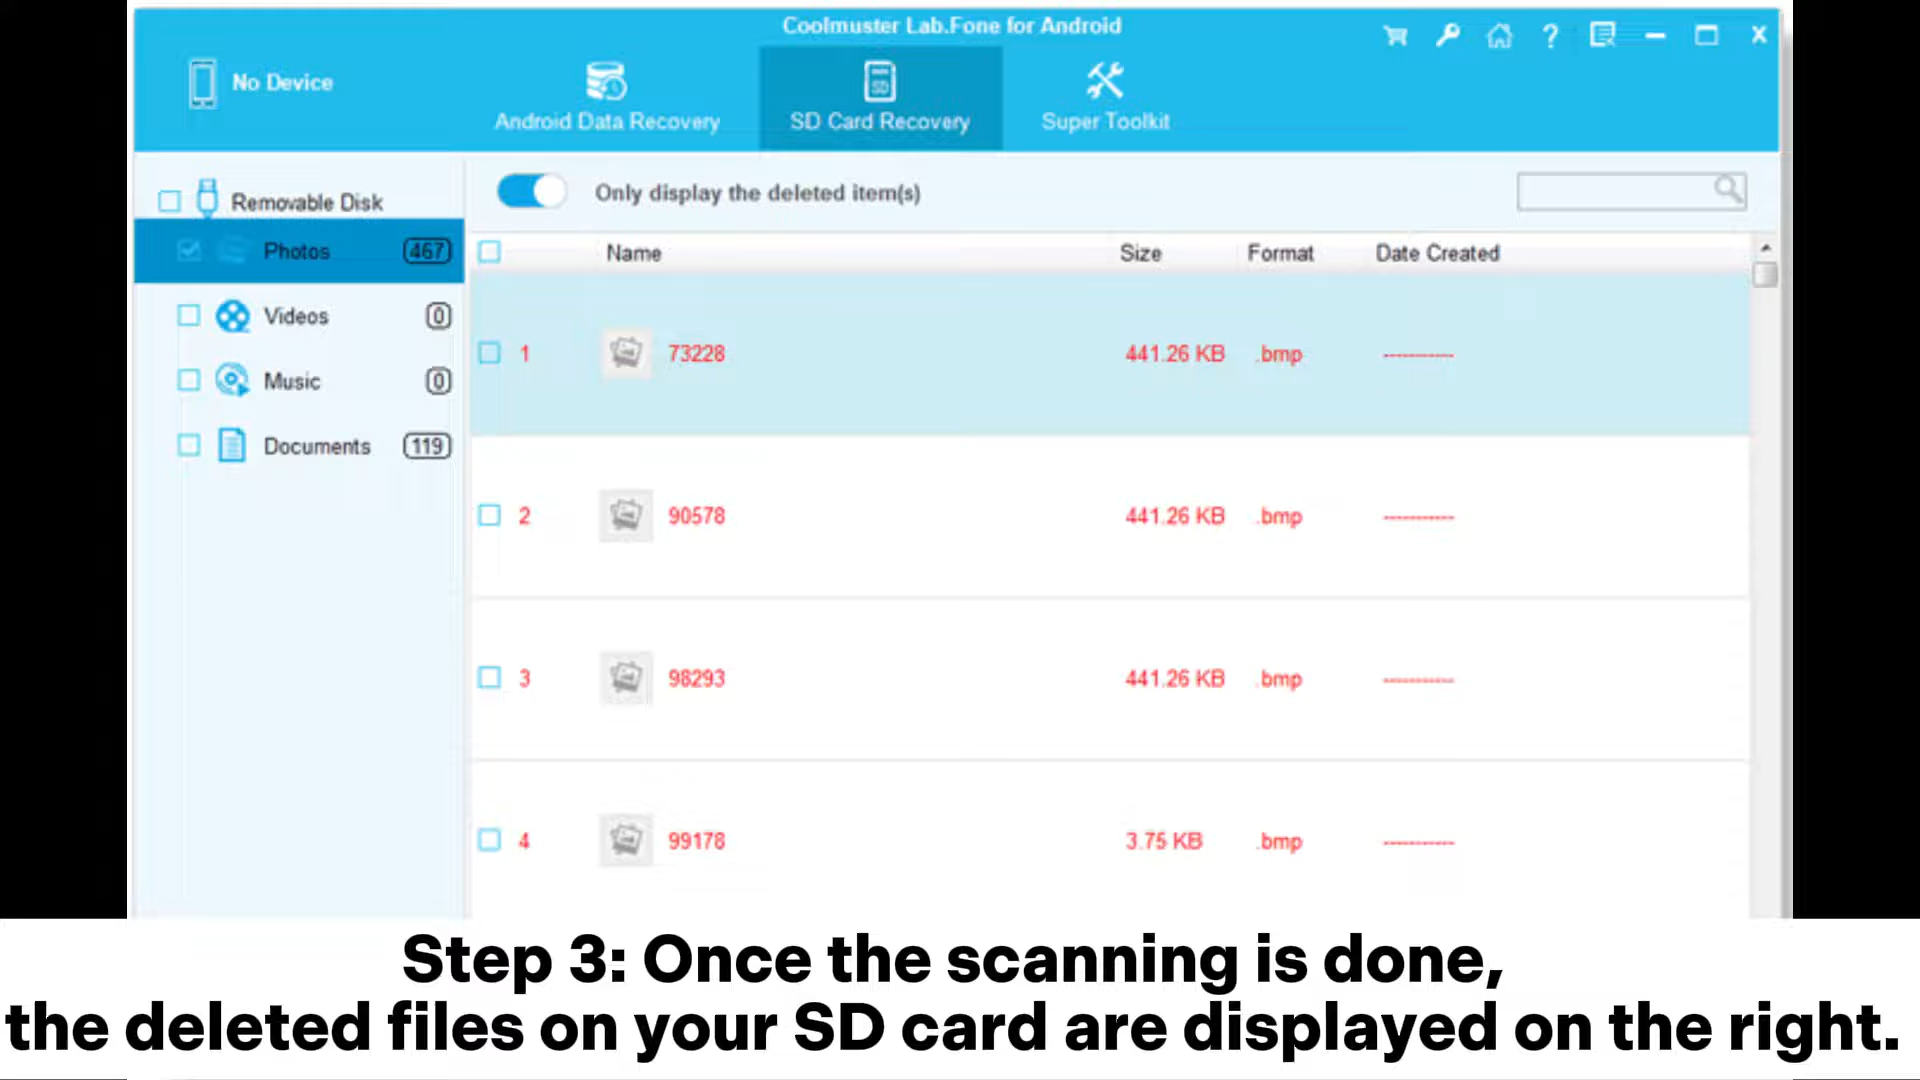 Coolmuster Lab.Fone for Android
No Device
Android Data Recovery
SD
SD Card Recovery
Super Toolkit
?
Removable Disk
Only display the deleted item(s)
Photos 467
Name Size Format Date Created
Videos 0
1 73228 441.26 KB .bmp -----------
Music 0
Documents 119
2 90578 441.26 KB .bmp -----------
3 98293 441.26 KB .bmp -----------
4 99178 3.75 KB .bmp -----------
Step 3: Once the scanning is done,
the deleted files on your SD card are displayed on the right.